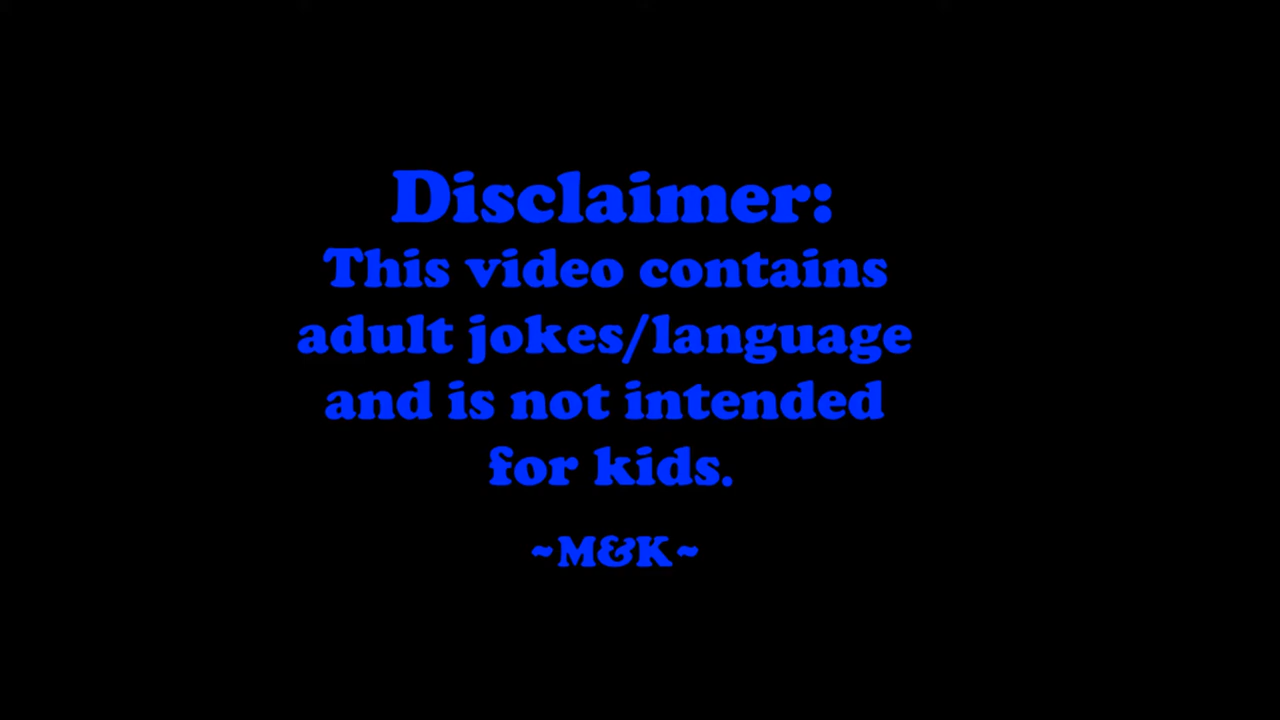 Disclaimer:
This video contains
adult jokes/language
and is not intended
for kids.
~M&K~